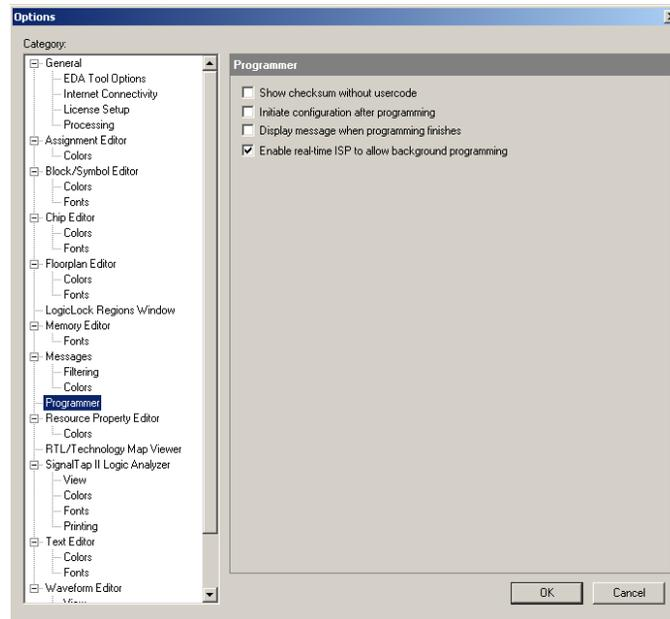 Options
Category:
General
EDA Tool Options
Internet Connectivity
License Setup
Processing
Assignment Editor
Colors
Block/Symbol Editor
Colors
Fonts
Chip Editor
Colors
Fonts
Floorplan Editor
Colors
Fonts
LogicLock Regions Window
Memory Editor
Fonts
Messages
Filtering
Colors
Programmer
Resource Property Editor
Colors
RTL/Technology Map Viewer
SignalTap II Logic Analyzer
View
Colors
Fonts
Printing
Text Editor
Colors
Fonts
Waveform Editor
View
Programmer
Show checksum without usercode
Initiate configuration after programming
Display message when programming finishes
Enable real-time ISP to allow background programming
OK
Cancel